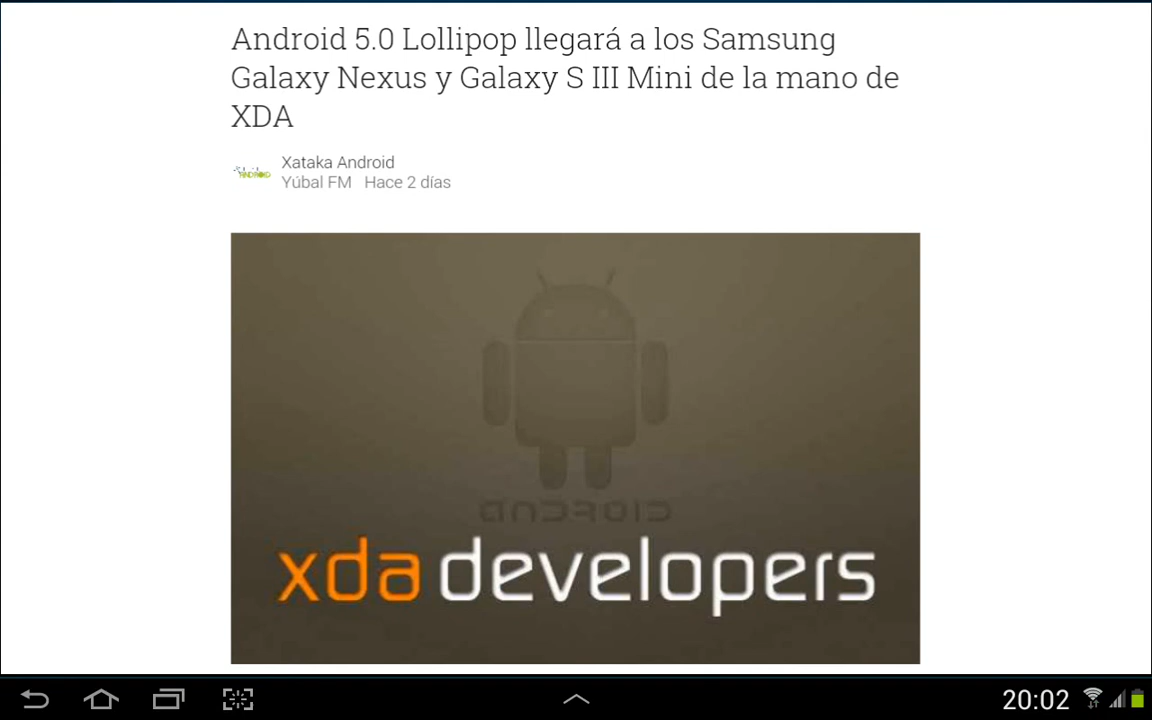 Android 5.0 Lollipop llegará a los Samsung
Galaxy Nexus y Galaxy S III Mini de la mano de
XDA
Xataka Android
ANDROID
Yúbal FM Hace 2 días
ANDROID
xda developers
20:02